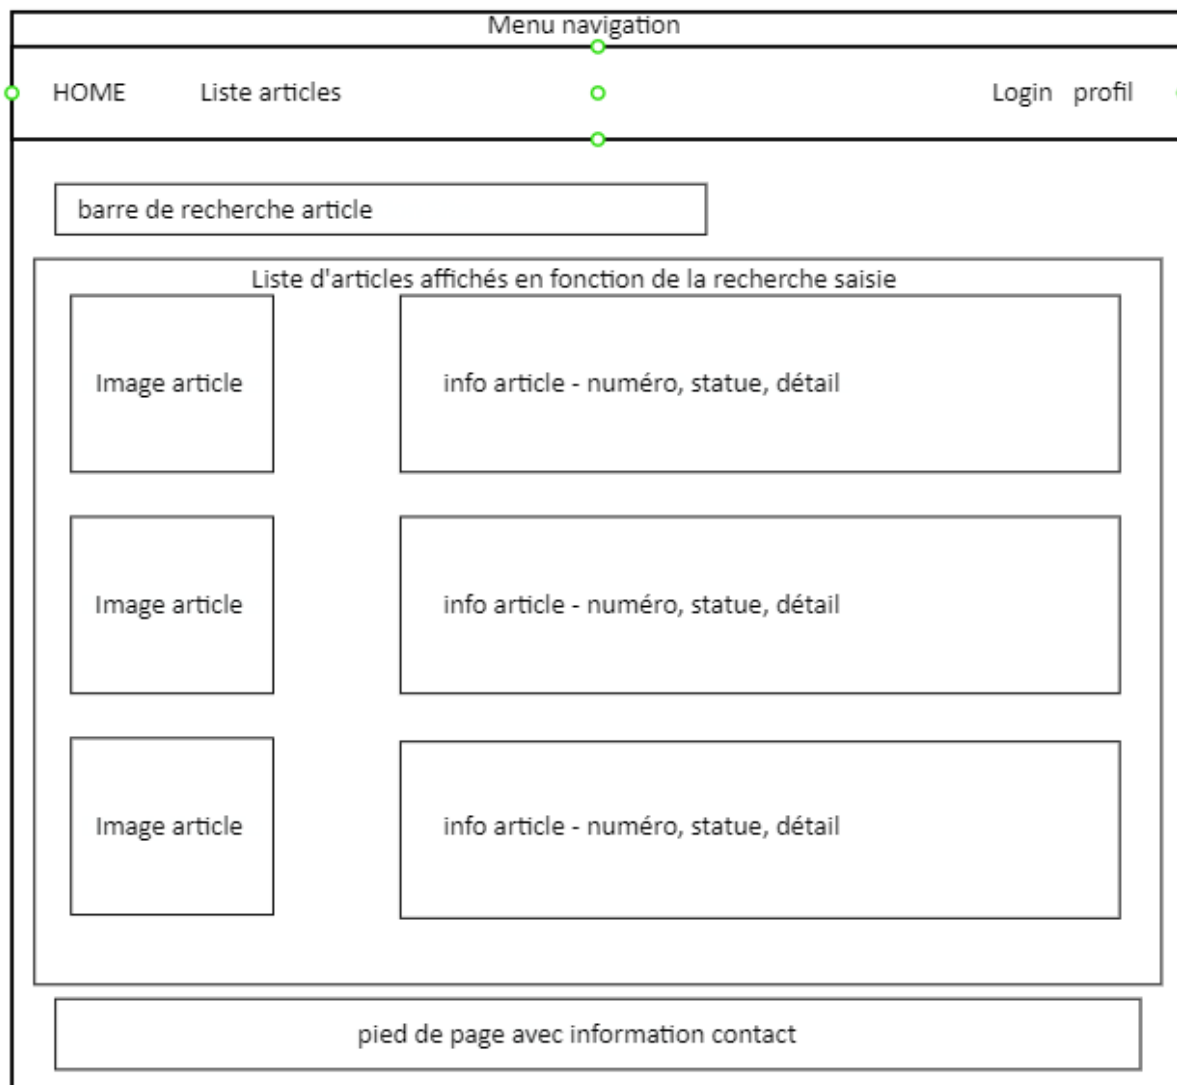 Menu navigation
HOME Liste articles Login profil
barre de recherche article
Liste d'articles affichés en fonction de la recherche saisie
Image article info article - numéro, statue, détail
Image article info article - numéro, statue, détail
Image article info article - numéro, statue, détail
pied de page avec information contact